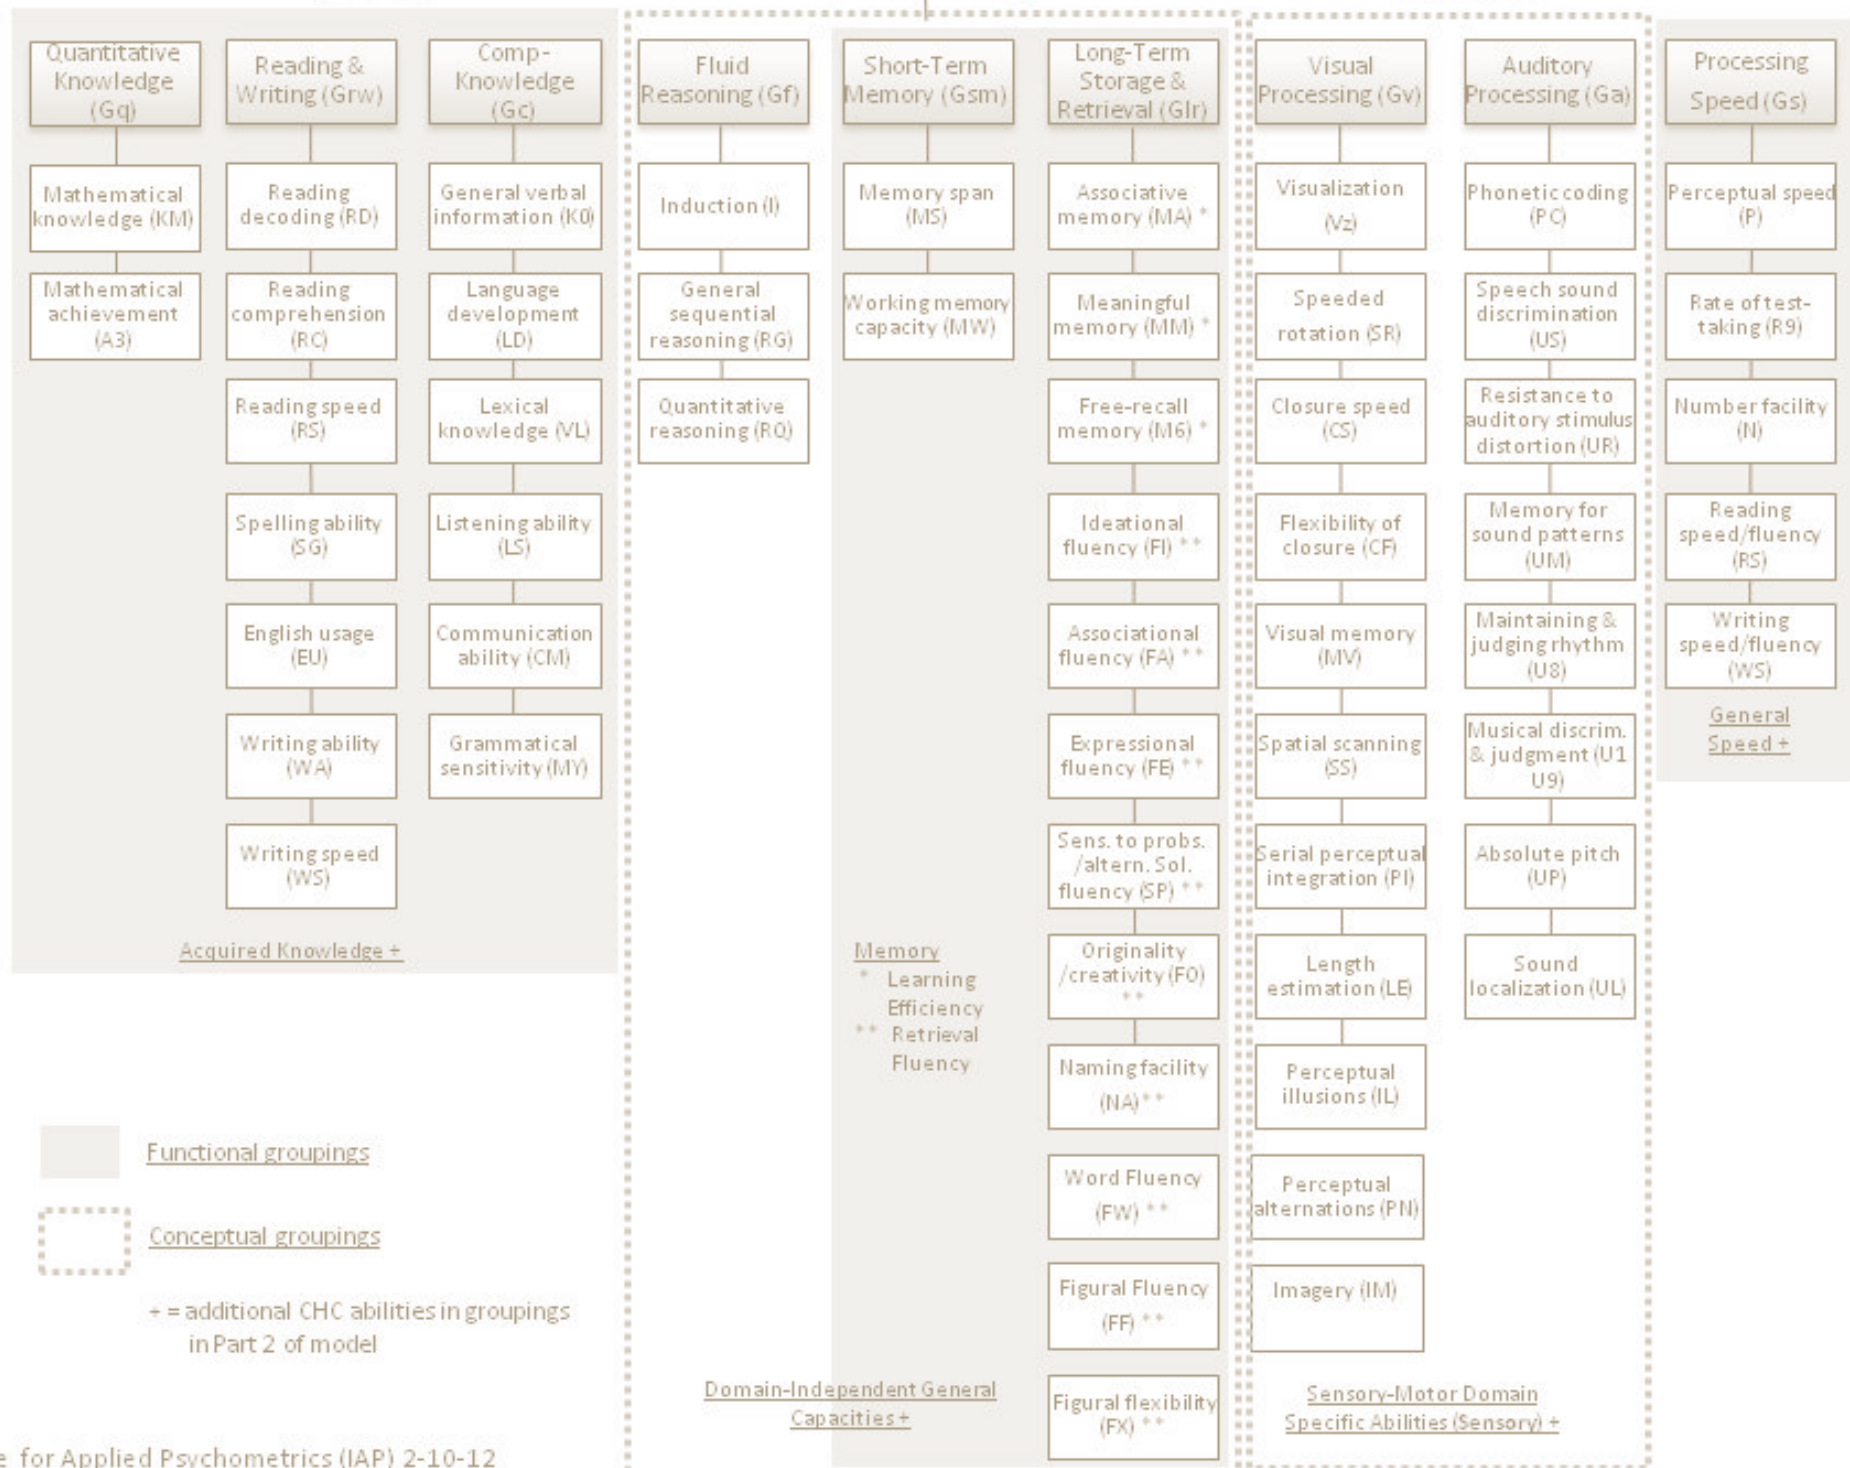 Quantitative
Knowledge
(Gq)
Mathematical
knowledge (KM)
Mathematical
achievement
(A3)
Reading &
Writing (Grw)
Reading
decoding (RD)
Reading
comprehension
(RC)
Reading speed
(RS)
Spelling ability
(SG)
English usage
(EU)
Writing ability
(WA)
Writing speed
(WS)
Comp-
Knowledge
(Gc)
General verbal
information (K0)
Language
development
(LD)
Lexical
knowledge (VL)
Listening ability
(LS)
Communication
ability (CM)
Grammatical
sensitivity (MY)
Acquired Knowledge +
Fluid
Reasoning (Gf)
Induction (I)
General
sequential
reasoning (RG)
Quantitative
reasoning (RQ)
Short-Term
Memory (Gsm)
Memory span
(MS)
Working memory
capacity (MW)
Memory
* Learning
Efficiency
** Retrieval
Fluency
Long-Term
Storage &
Retrieval (Glr)
Associative
memory (MA) *
Meaningful
memory (MM) *
Free-recall
memory (M6) *
Ideational
fluency (FI) **
Associational
fluency (FA) **
Expressional
fluency (FE) **
Sens. to probs.
/altern. Sol.
fluency (SP) **
Originality
/creativity (FO)
**
Naming facility
(NA) **
Word Fluency
(FW) **
Figural Fluency
(FF) **
Figural flexibility
(FX) **
Domain-Independent General
Capacities +
Visual
Processing (Gv)
Visualization
(Vz)
Speeded
rotation (SR)
Closure speed
(CS)
Flexibility of
closure (CF)
Visual memory
(MV)
Spatial scanning
(SS)
Serial perceptual
integration (PI)
Length
estimation (LE)
Perceptual
illusions (IL)
Perceptual
alternations (PN)
Imagery (IM)
Auditory
Processing (Ga)
Phonetic coding
(PC)
Speech sound
discrimination
(US)
Resistance to
auditory stimulus
distortion (UR)
Memory for
sound patterns
(UM)
Maintaining &
judging rhythm
(U8)
Musical discrim.
& judgment (U1
U9)
Absolute pitch
(UP)
Sound
localization (UL)
Sensory-Motor Domain
Specific Abilities (Sensory) +
Processing
Speed (Gs)
Perceptual speed
(P)
Rate of test-
taking (R9)
Number facility
(N)
Reading
speed/fluency
(RS)
Writing
speed/fluency
(WS)
General
Speed +
Functional groupings
Conceptual groupings
+ = additional CHC abilities in groupings
in Part 2 of model
e for Applied Psychometrics (IAP) 2-10-12